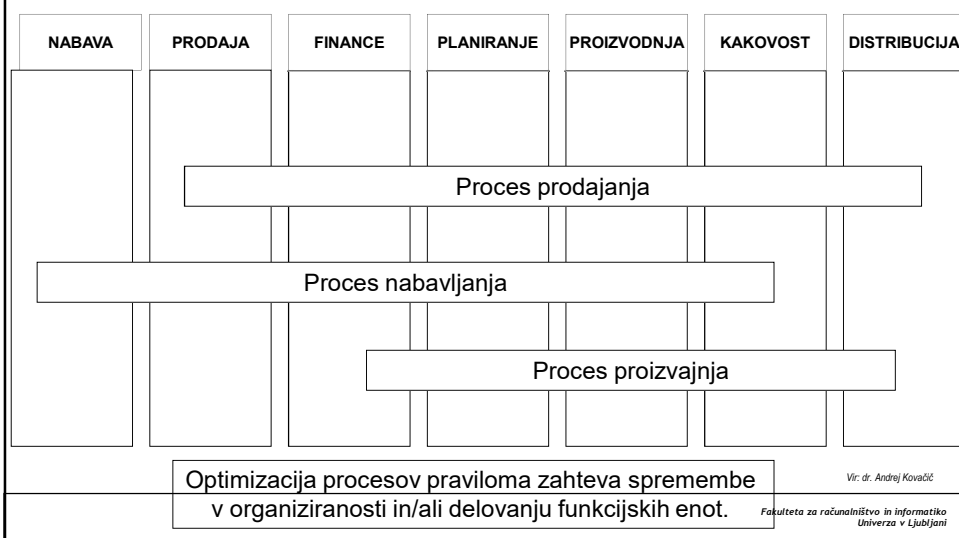 NABAVA
PRODAJA
FINANCE
PLANIRANJE
PROIZVODNJA
KAKOVOST
DISTRIBUCIJA
Proces prodajanja
Proces nabavljanja
Proces proizvajnja
Optimizacija procesov praviloma zahteva spremembe
v organiziranosti in/ali delovanju funkcijskih enot.
Vir: dr. Andrej Kovačič
Fakulteta za računalništvo in informatiko
Univerza v Ljubljani